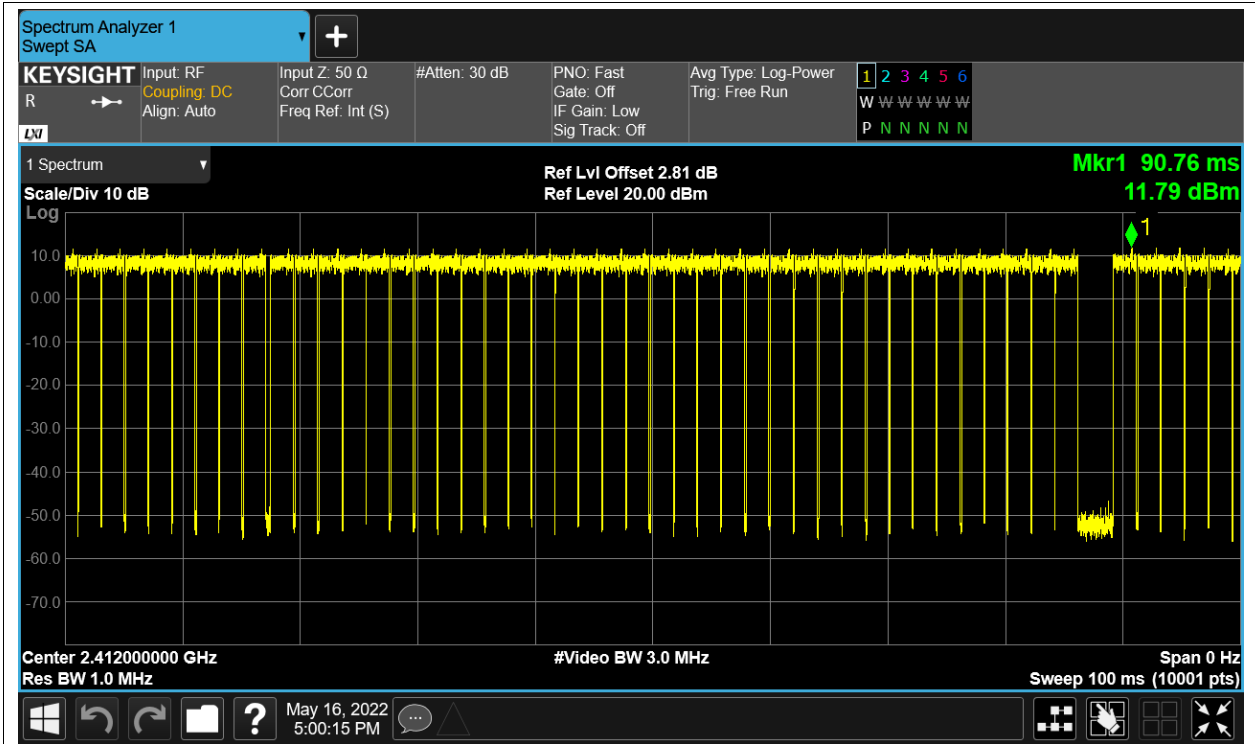 Spectrum Analyzer 1
Swept SA
KEYSIGHT
R
LXI
Input: RF
Coupling: DC
Align: Auto
Input Z: 50 Ω
Corr CCorr
Freq Ref: Int (S)
#Atten: 30 dB
PNO: Fast
Gate: Off
IF Gain: Low
Sig Track: Off
Avg Type: Log-Power
Trig: Free Run
1 2 3 4 5 6
W W W W W W
P N N N N N
1 Spectrum
Scale/Div 10 dB
Log
Ref Lvl Offset 2.81 dB
Ref Level 20.00 dBm
Mkr1 90.76 ms
11.79 dBm
1
10.0
0.00
-10.0
-20.0
-30.0
-40.0
-50.0
-60.0
-70.0
Center 2.412000000 GHz
Res BW 1.0 MHz
#Video BW 3.0 MHz
Span 0 Hz
Sweep 100 ms (10001 pts)
?
May 16, 2022
5:00:15 PM